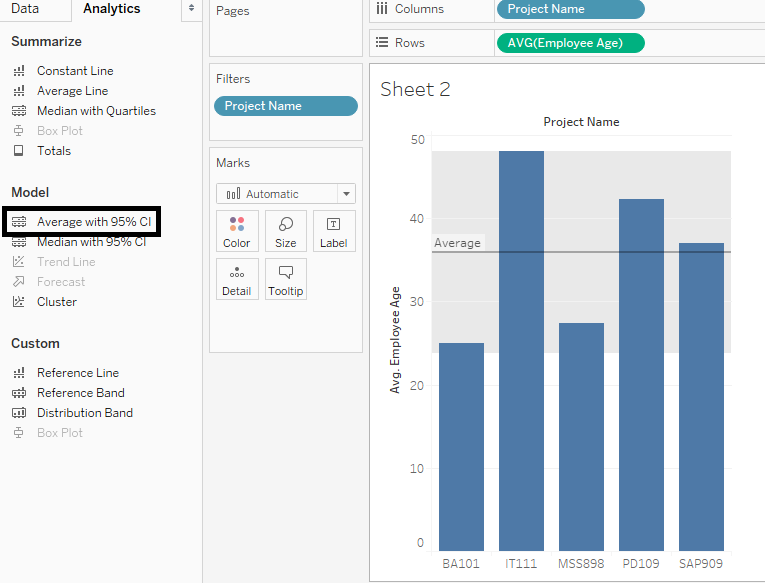 Data
Analytics
Summarize
Constant Line
Average Line
Median with Quartiles
Box Plot
Totals
Model
Average with 95% CI
Median with 95% CI
Trend Line
Forecast
Cluster
Custom
Reference Line
Reference Band
Distribution Band
Box Plot
Pages
Filters
Project Name
Marks
Automatic
Color Size Label
Detail Tooltip
Columns Project Name
Rows AVG(Employee Age)
Sheet 2
Project Name
50
40
30
20
10
0
Avg. Employee Age
Average
BA101 IT111 MSS898 PD109 SAP909